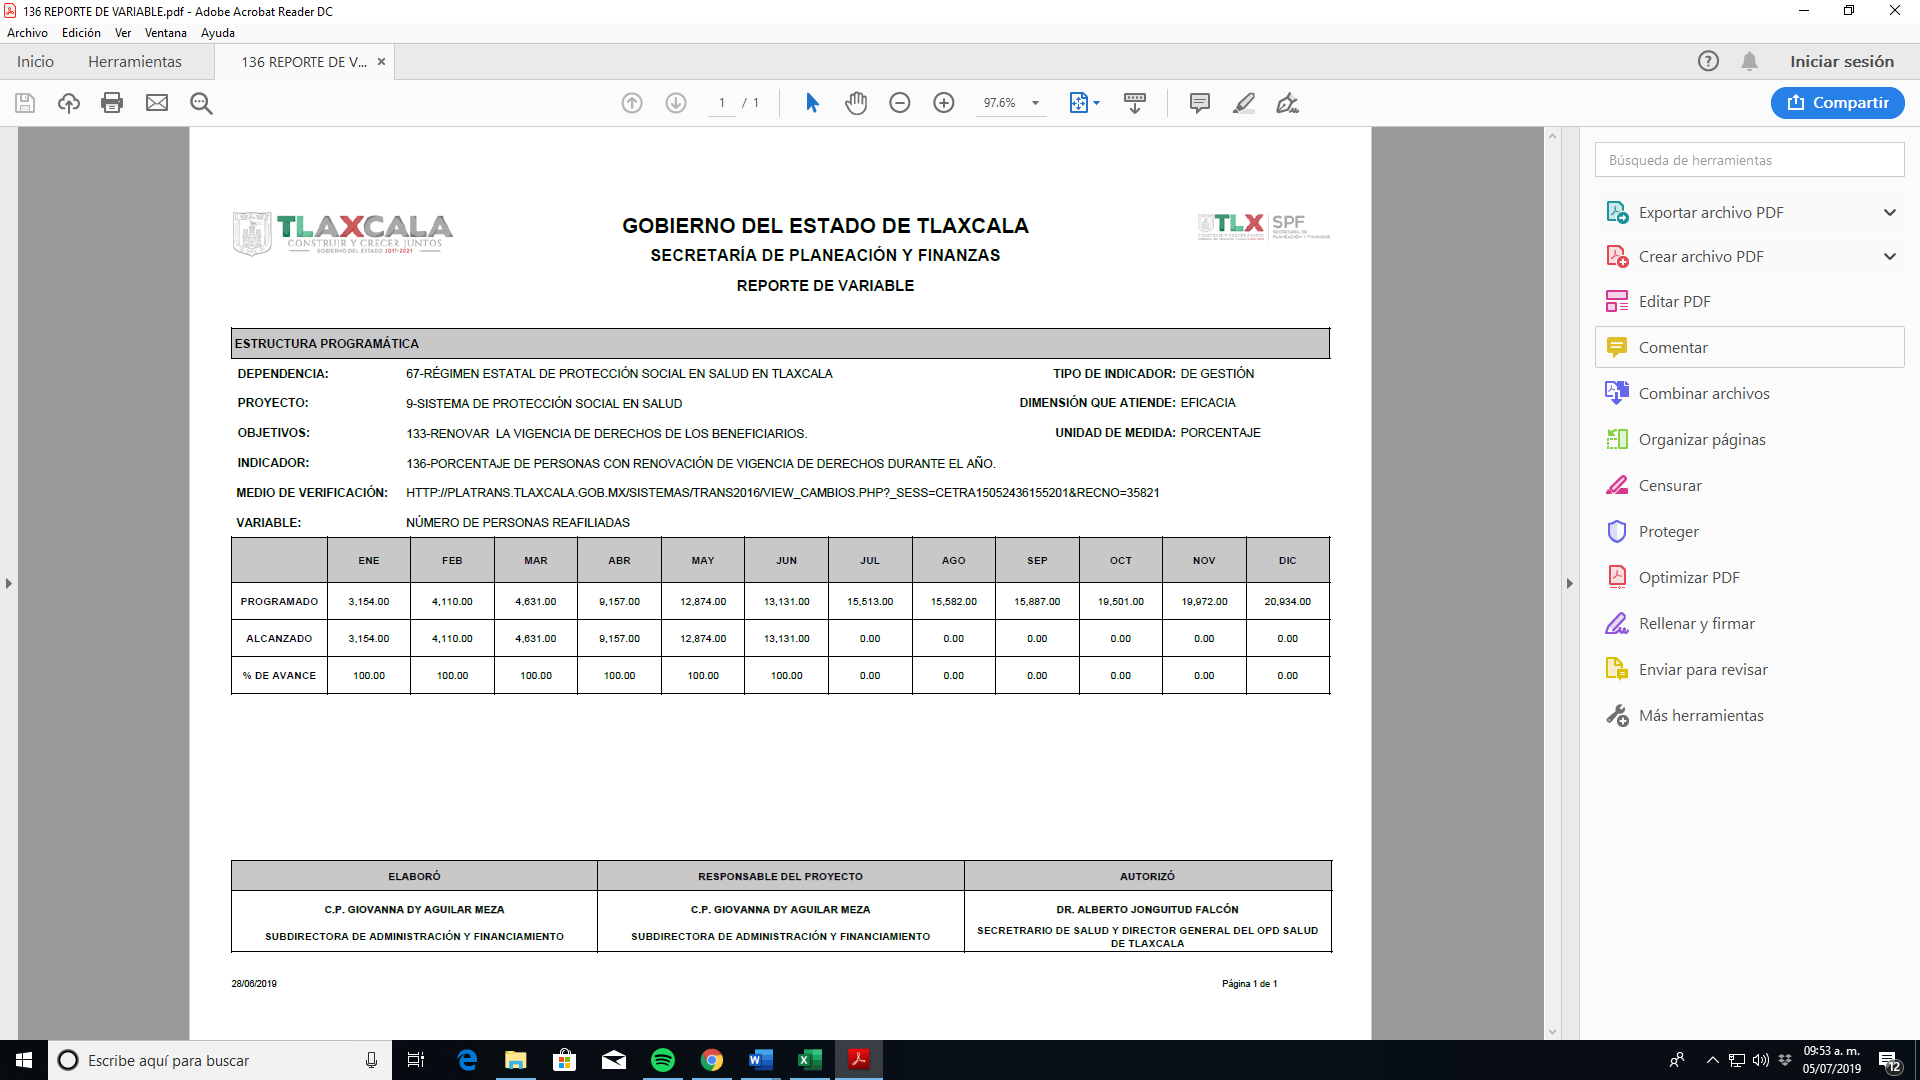 136 REPORTE DE VARIABLE.pdf - Adobe Acrobat Reader DC
Archivo Edición Ver Ventana Ayuda
Inicio Herramientas 136 REPORTE DE V... × Iniciar sesión
1 / 1 97.6% Compartir
Búsqueda de herramientas
Exportar archivo PDF
Crear archivo PDF
Editar PDF
Comentar
Combinar archivos
Organizar páginas
Censurar
Proteger
Optimizar PDF
Rellenar y firmar
Enviar para revisar
Más herramientas
TLAXCALA
CONSTRUIR Y CRECER JUNTOS
GOBIERNO DEL ESTADO 2017-2021
GOBIERNO DEL ESTADO DE TLAXCALA
SECRETARÍA DE PLANEACIÓN Y FINANZAS
REPORTE DE VARIABLE
TLX SPF
SECRETARÍA DE
PLANEACIÓN Y FINANZAS
ESTRUCTURA PROGRAMÁTICA
DEPENDENCIA: 67-RÉGIMEN ESTATAL DE PROTECCIÓN SOCIAL EN SALUD EN TLAXCALA TIPO DE INDICADOR: DE GESTIÓN
PROYECTO: 9-SISTEMA DE PROTECCIÓN SOCIAL EN SALUD DIMENSIÓN QUE ATIENDE: EFICACIA
OBJETIVOS: 133-RENOVAR LA VIGENCIA DE DERECHOS DE LOS BENEFICIARIOS. UNIDAD DE MEDIDA: PORCENTAJE
INDICADOR: 136-PORCENTAJE DE PERSONAS CON RENOVACIÓN DE VIGENCIA DE DERECHOS DURANTE EL AÑO.
MEDIO DE VERIFICACIÓN: HTTP://PLATRANS.TLAXCALA.GOB.MX/SISTEMAS/TRANS2016/VIEW_CAMBIOS.PHP?_SESS=CETRA15052436155201&RECNO=35821
VARIABLE: NÚMERO DE PERSONAS REAFILIADAS
ENE FEB MAR ABR MAY JUN JUL AGO SEP OCT NOV DIC
PROGRAMADO 3,154.00 4,110.00 4,631.00 9,157.00 12,874.00 13,131.00 15,513.00 15,582.00 15,887.00 19,501.00 19,972.00 20,934.00
ALCANZADO 3,154.00 4,110.00 4,631.00 9,157.00 12,874.00 13,131.00 0.00 0.00 0.00 0.00 0.00 0.00
% DE AVANCE 100.00 100.00 100.00 100.00 100.00 100.00 0.00 0.00 0.00 0.00 0.00 0.00
ELABORÓ RESPONSABLE DEL PROYECTO AUTORIZÓ
C.P. GIOVANNA DY AGUILAR MEZA C.P. GIOVANNA DY AGUILAR MEZA DR. ALBERTO JONGUITUD FALCÓN
SUBDIRECTORA DE ADMINISTRACIÓN Y FINANCIAMIENTO SUBDIRECTORA DE ADMINISTRACIÓN Y FINANCIAMIENTO SECRETRARIO DE SALUD Y DIRECTOR GENERAL DEL OPD SALUD
DE TLAXCALA
28/06/2019 Página 1 de 1
Escribe aquí para buscar
09:53 a. m.
05/07/2019
12